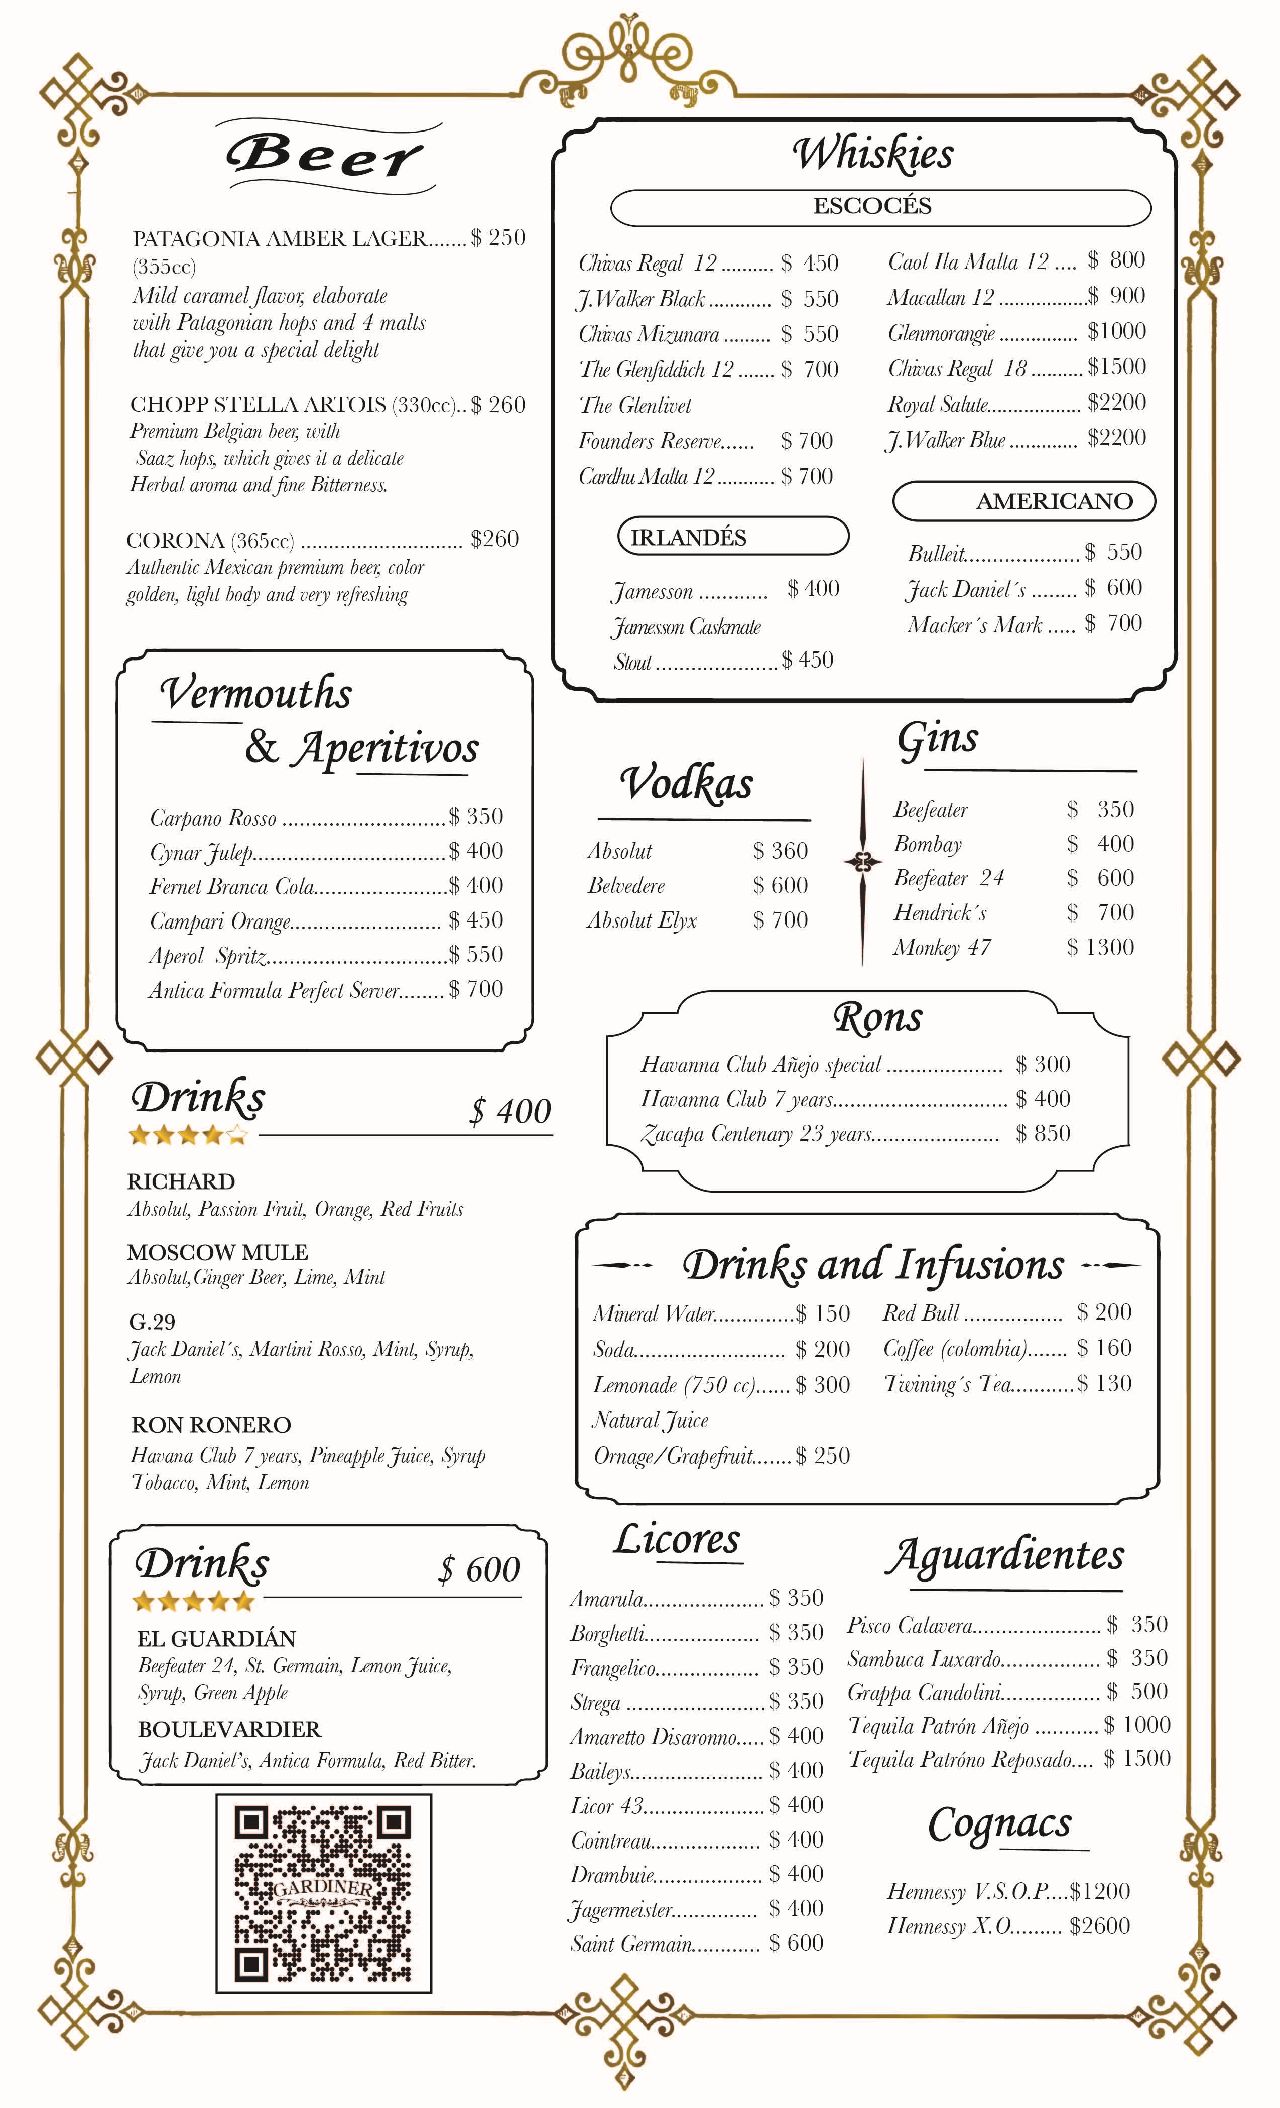 Beer
PATAGONIA AMBER LAGER.......$ 250
(355cc)
Mild caramel flavor, elaborate
with Patagonian hops and 4 malts
that give you a special delight
CHOPP STELLA ARTOIS (330cc)..$ 260
Premium Belgian beer, with
Saaz hops, which gives it a delicate
Herbal aroma and fine Bitterness.
CORONA (365cc) ............................ $260
Authentic Mexican premium beer, color
golden, light body and very refreshing
Vermouths
& Aperitivos
Carpano Rosso ............................$ 350
Cynar Julep.................................$ 400
Fernet Branca Cola.......................$ 400
Campari Orange.......................... $ 450
Aperol Spritz...............................$ 550
Antica Formula Perfect Server........$ 700
Drinks $ 400
RICHARD
Absolut, Passion Fruit, Orange, Red Fruits
MOSCOW MULE
Absolut,Ginger Beer, Lime, Mint
G.29
Jack Daniel´s, Martini Rosso, Mint, Syrup,
Lemon
RON RONERO
Havana Club 7 years, Pineapple Juice, Syrup
Tobacco, Mint, Lemon
Drinks $ 600
EL GUARDIÁN
Beefeater 24, St. Germain, Lemon Juice,
Syrup, Green Apple
BOULEVARDIER
Jack Daniel's, Antica Formula, Red Bitter.
GARDINER
Whiskies
ESCOCÉS
Chivas Regal 12 ......... $ 450
J.Walker Black ........... $ 550
Chivas Mizunara ......... $ 550
The Glenfiddich 12 ....... $ 700
The Glenlivet
Founders Reserve...... $ 700
Cardhu Malta 12........... $ 700
Caol Ila Malta 12 .... $ 800
Macallan 12 .................$ 900
Glenmorangie ............... $1000
Chivas Regal 18 .......... $1500
Royal Salute.................. $2200
J.Walker Blue ............. $2200
IRLANDÉS
Jamesson ............ $ 400
Jamesson Caskmate
Stout .....................$ 450
AMERICANO
Bulleit.....................$ 550
Jack Daniel´s ........ $ 600
Macker´s Mark ..... $ 700
Vodkas
Absolut $ 360
Belvedere $ 600
Absolut Elyx $ 700
Gins
Beefeater $ 350
Bombay $ 400
Beefeater 24 $ 600
Hendrick´s $ 700
Monkey 47 $ 1300
Rons
Havanna Club Añejo special .................... $ 300
Havanna Club 7 years.............................. $ 400
Zacapa Centenary 23 years...................... $ 850
Drinks and Infusions
Mineral Water..............$ 150
Soda.......................... $ 200
Lemonade (750 cc)...... $ 300
Natural Juice
Ornage/Grapefruit.......$ 250
Red Bull ................. $ 200
Coffee (colombia)....... $ 160
Twining´s Tea...........$ 130
Licores
Amarula.....................$ 350
Borghetti.................... $ 350
Frangelico.................. $ 350
Strega ........................$ 350
Amaretto Disaronno..... $ 400
Baileys....................... $ 400
Licor 43.....................$ 400
Cointreau................... $ 400
Drambuie................... $ 400
Jagermeister............... $ 400
Saint Germain............ $ 600
Aguardientes
Pisco Calavera...................... $ 350
Sambuca Luxardo................. $ 350
Grappa Candolini................. $ 500
Tequila Patrón Añejo ...........$ 1000
Tequila Patróno Reposado.... $ 1500
Cognacs
Hennessy V.S.O.P....$1200
Hennessy X.O......... $2600